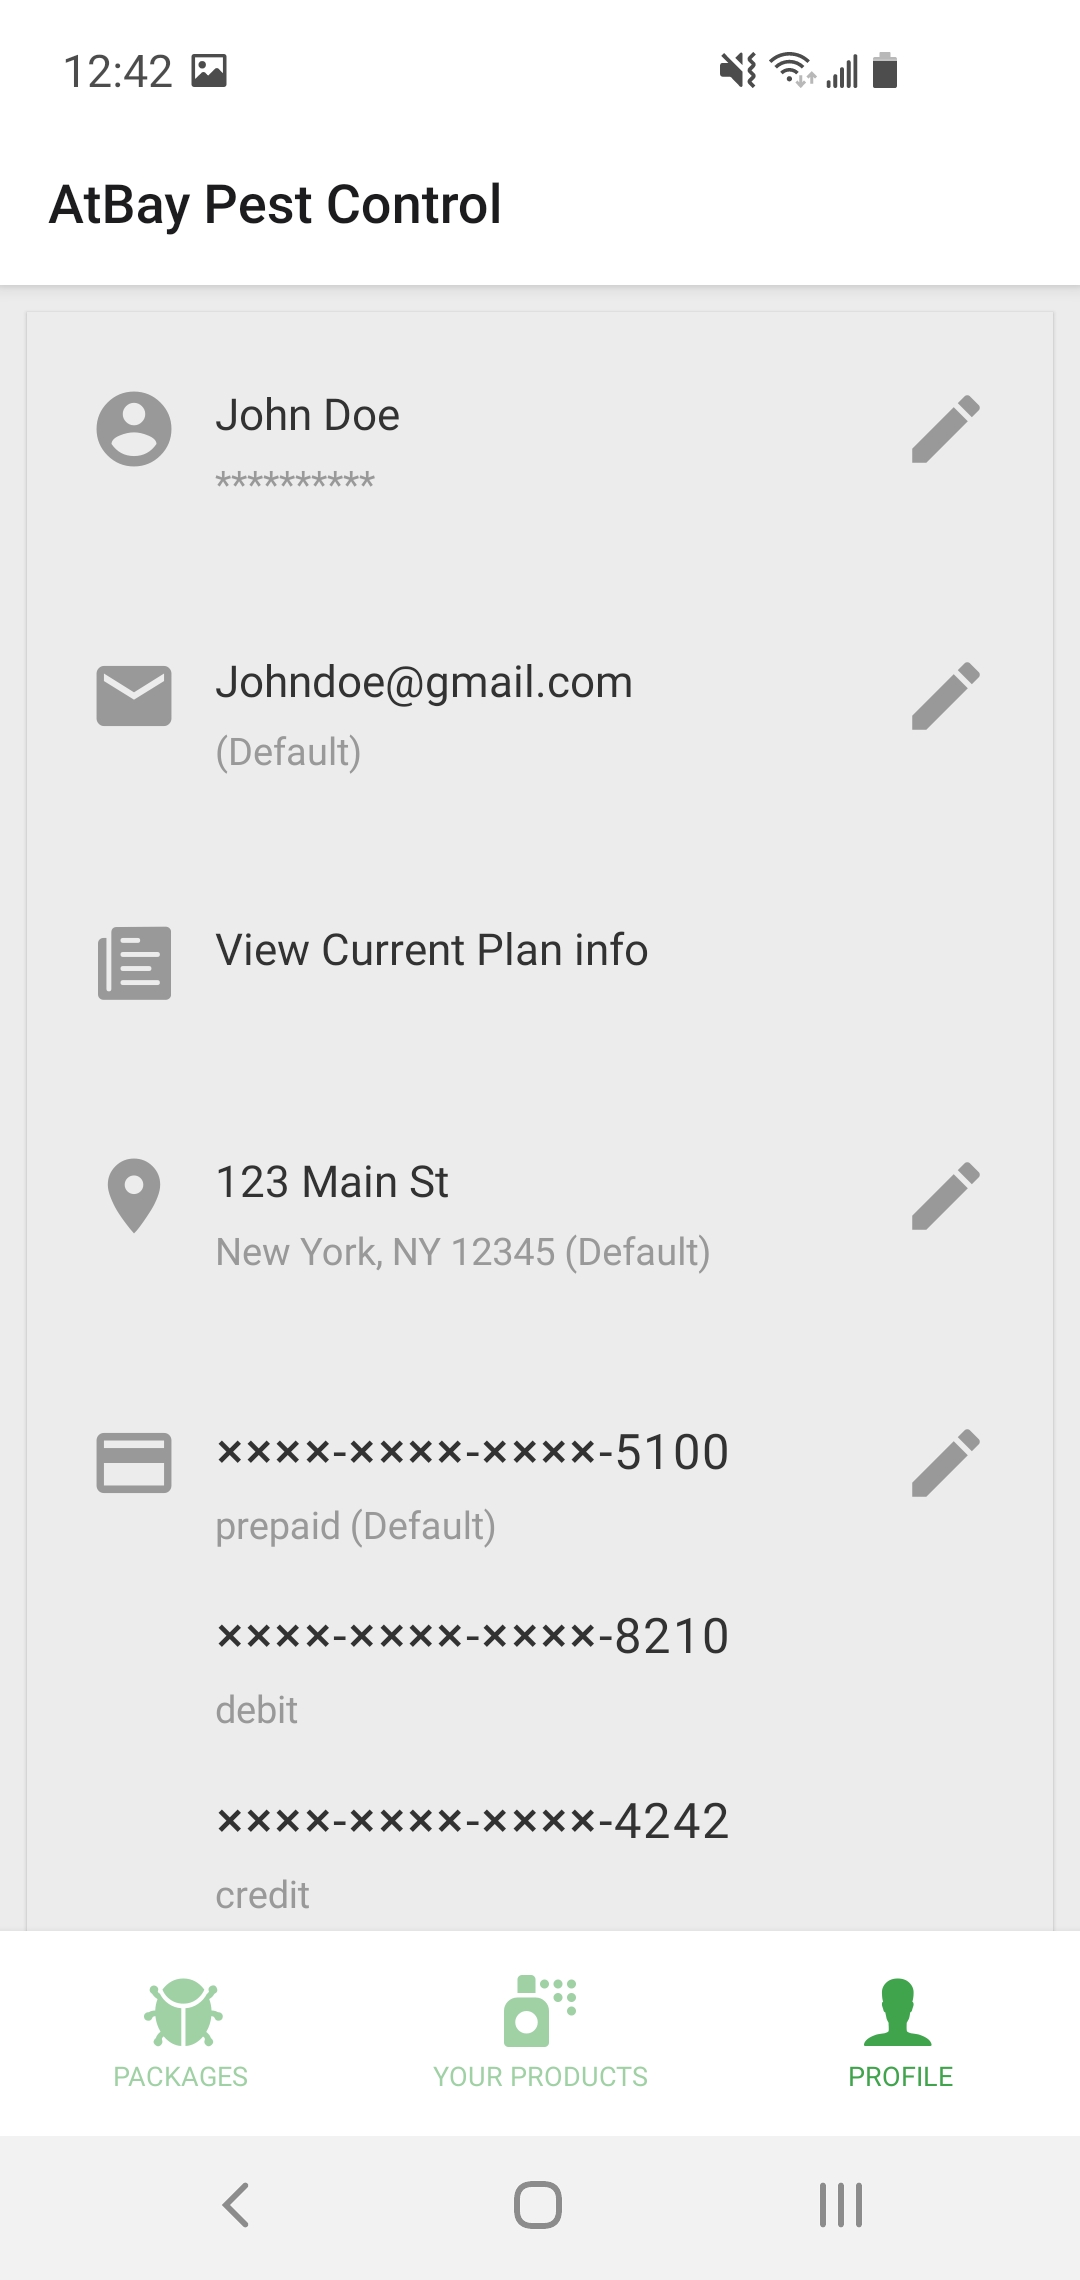 12:42
AtBay Pest Control
John Doe
**********
Johndoe@gmail.com
(Default)
View Current Plan info
123 Main St
New York, NY 12345 (Default)
××××-××××-××××-5100
prepaid (Default)
××××-××××-××××-8210
debit
××××-××××-××××-4242
credit
PACKAGES YOUR PRODUCTS PROFILE